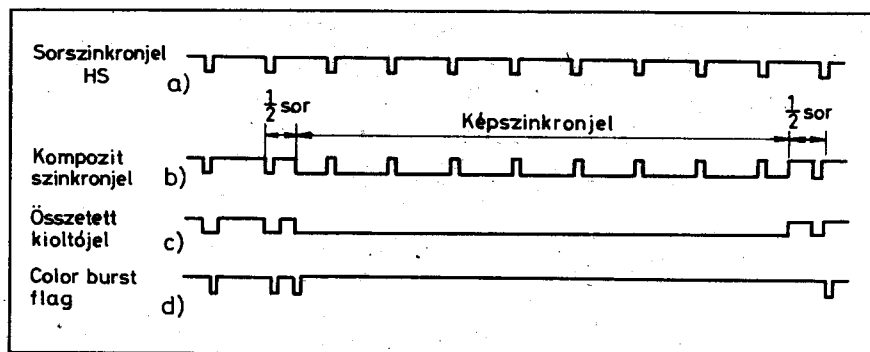 Sorszinkronjel
HS
a)
1/2 sor
Képszinkronjel
1/2 sor
Kompozit
szinkronjel
b)
Összetett
kioltójel
c)
Color burst
flag
d)